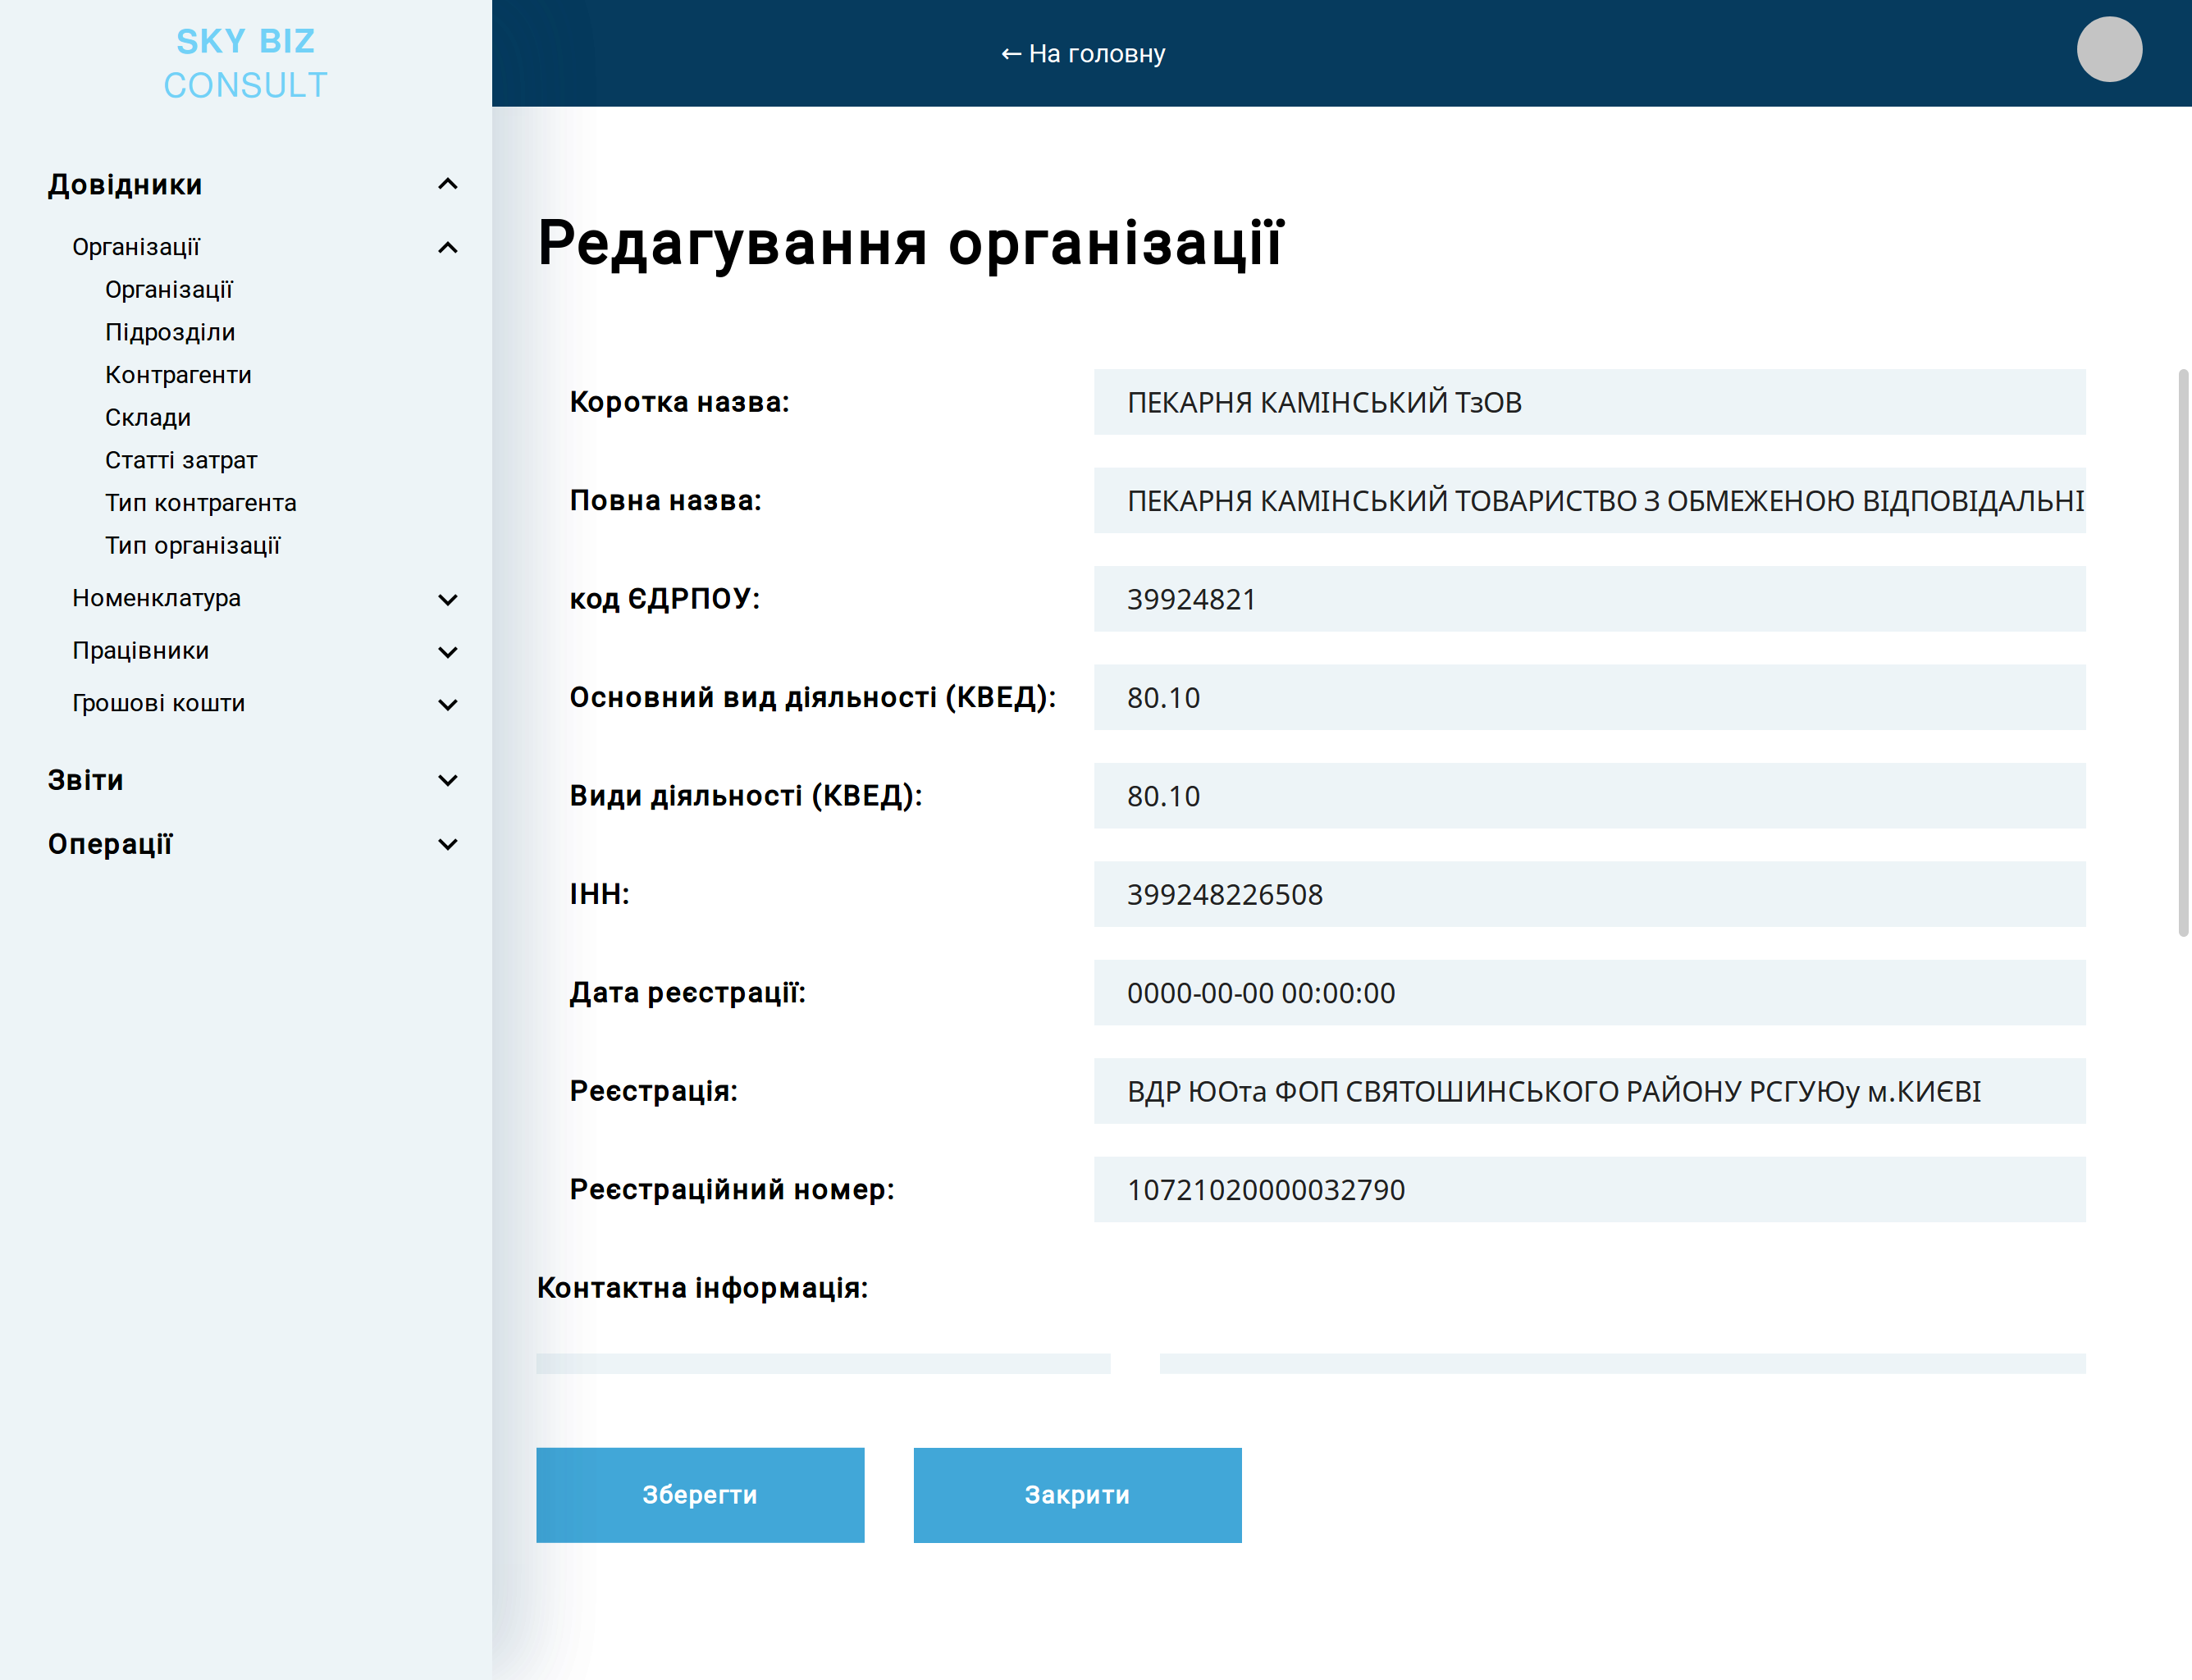 SKY BIZ
CONSULT
← На головну
Довідники
Організації
Організації
Підрозділи
Контрагенти
Склади
Статті затрат
Тип контрагента
Тип організації
Номенклатура
Працівники
Грошові кошти
Звіти
Операції
Редагування організації
Коротка назва: ПЕКАРНЯ КАМІНСЬКИЙ ТзОВ
Повна назва: ПЕКАРНЯ КАМІНСЬКИЙ ТОВАРИСТВО З ОБМЕЖЕНОЮ ВІДПОВІДАЛЬНІ
код ЄДРПОУ: 39924821
Основний вид діяльності (КВЕД): 80.10
Види діяльності (КВЕД): 80.10
ІНН: 399248226508
Дата реєстрації: 0000-00-00 00:00:00
Реєстрація: ВДР ЮОта ФОП СВЯТОШИНСЬКОГО РАЙОНУ РСГУЮу м.КИЄВІ
Реєстраційний номер: 10721020000032790
Контактна інформація:
Зберегти
Закрити